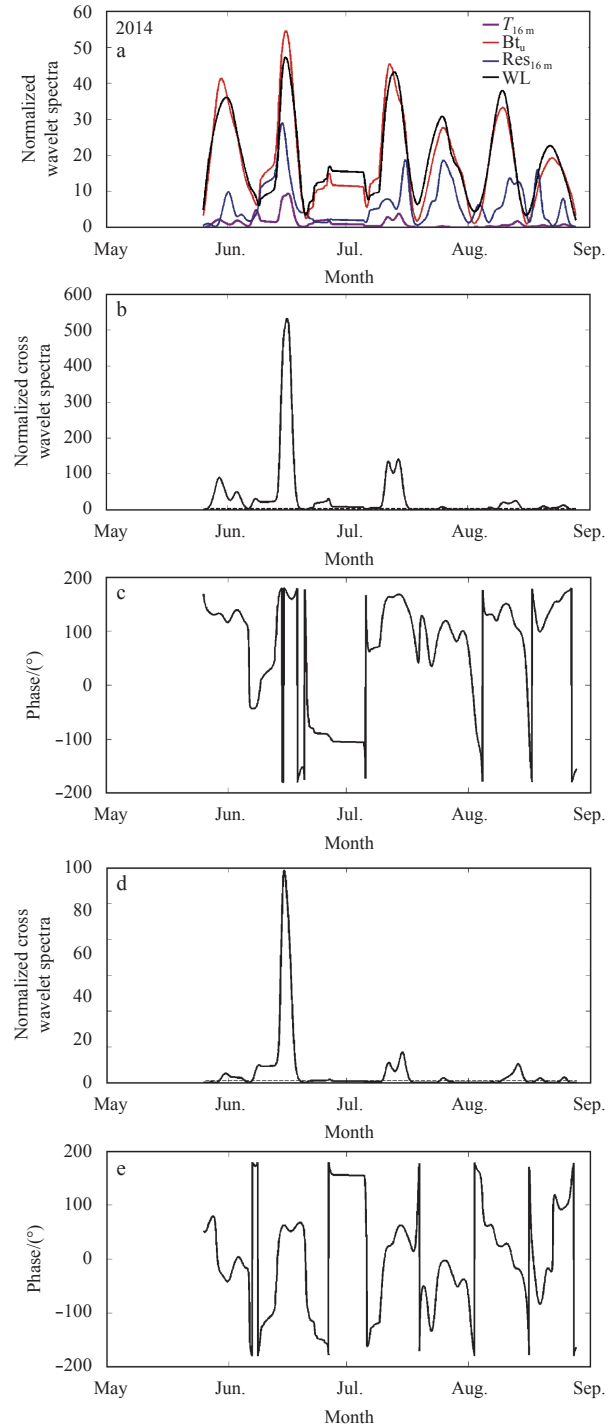 2014
a
T16 m
Btu
Res16 m
WL
Normalized
wavelet spectra
60
50
40
30
20
10
0
May Jun. Jul. Aug. Sep.
Month
b
Normalized cross
wavelet spectra
600
500
400
300
200
100
0
May Jun. Jul. Aug. Sep.
Month
c
Phase/(°)
200
100
0
−100
−200
May Jun. Jul. Aug. Sep.
Month
d
Normalized cross
wavelet spectra
100
80
60
40
20
0
May Jun. Jul. Aug. Sep.
Month
e
Phase/(°)
200
100
0
−100
−200
May Jun. Jul. Aug. Sep.
Month